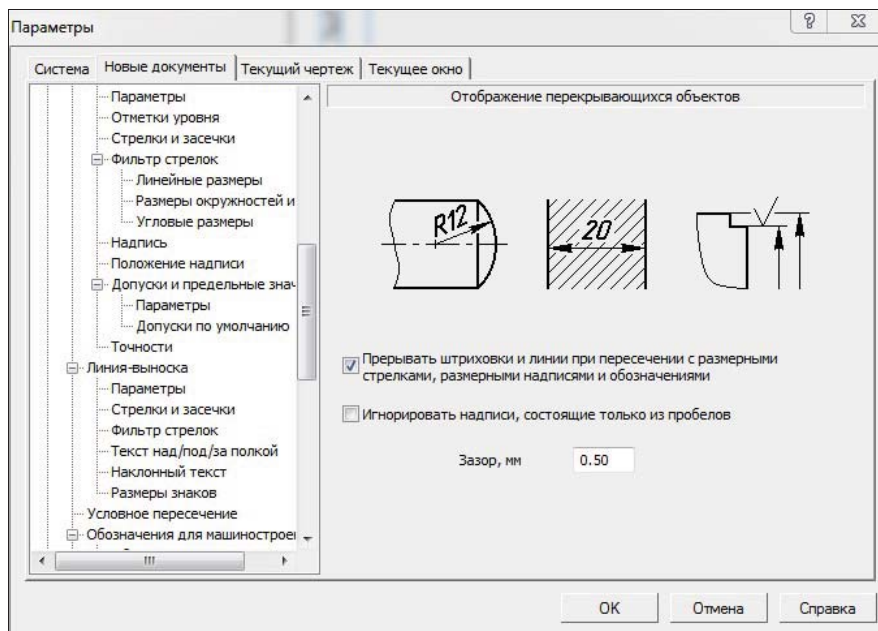 Параметры
Система Новые документы Текущий чертеж Текущее окно
Параметры
Отметки уровня
Стрелки и засечки
Фильтр стрелок
Линейные размеры
Размеры окружностей и
Угловые размеры
Надпись
Положение надписи
Допуски и предельные знач
Параметры
Допуски по умолчанию
Точности
Линия-выноска
Параметры
Стрелки и засечки
Фильтр стрелок
Текст над/под/за полкой
Наклонный текст
Размеры знаков
Условное пересечение
Обозначения для машинострое
Отображение перекрывающихся объектов
R12
20
Прерывать штриховки и линии при пересечении с размерными
стрелками, размерными надписями и обозначениями
Игнорировать надписи, состоящие только из пробелов
Зазор, мм 0.50
OK Отмена Справка